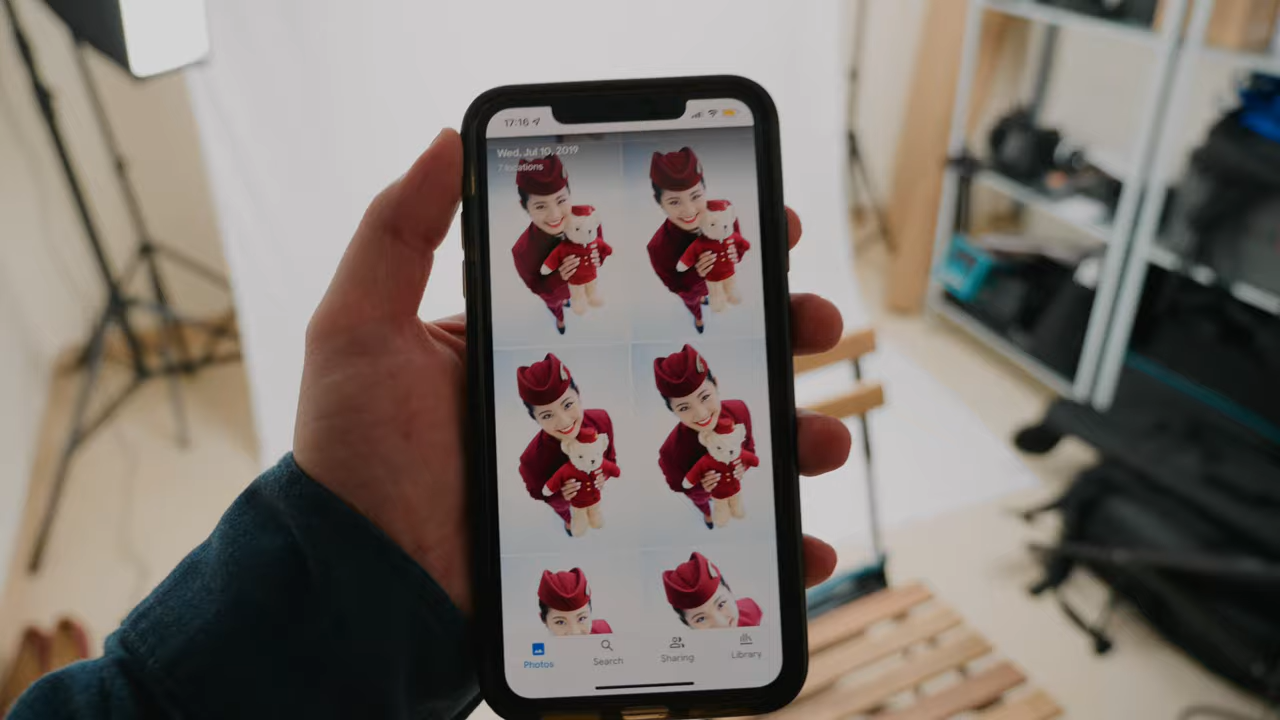 17:16
Wed, Jul 10, 2019
7 locations
Photos
Search
Sharing
Library